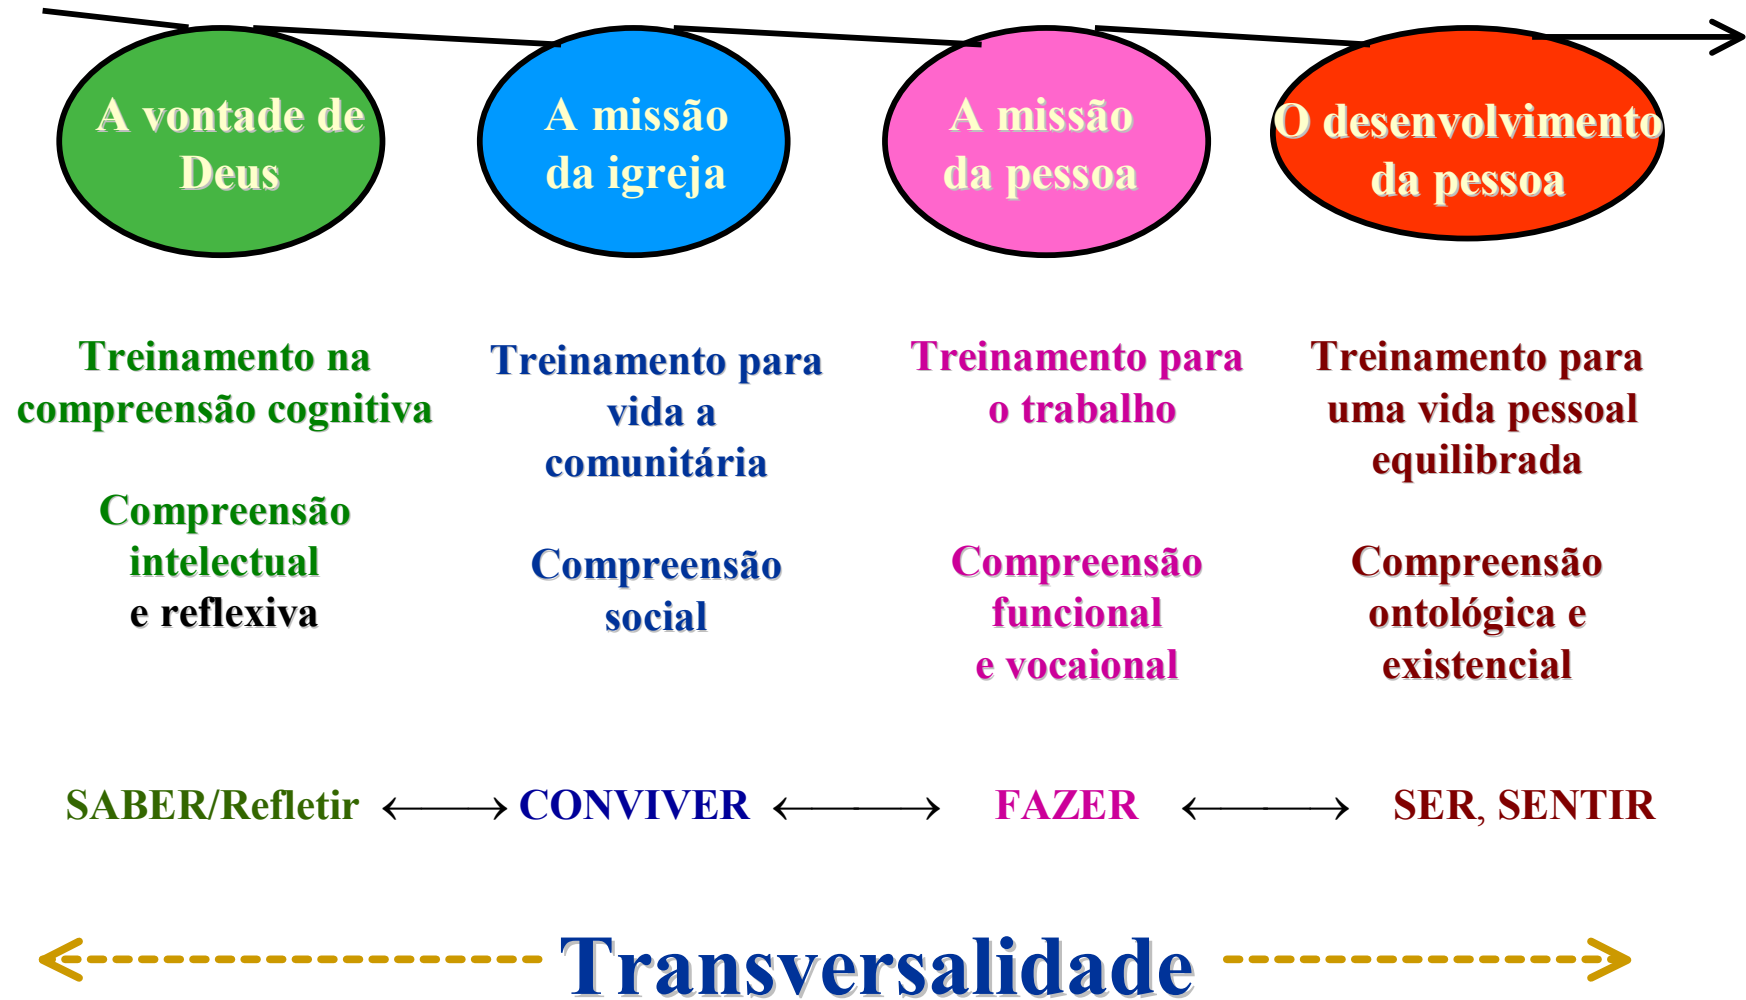 A vontade de
Deus
A missão
da igreja
A missão
da pessoa
O desenvolvimento
da pessoa
Treinamento na
compreensão cognitiva
Compreensão
intelectual
e reflexiva
Treinamento para
vida a
comunitária
Compreensão
social
Treinamento para
o trabalho
Compreensão
funcional
e vocaional
Treinamento para
uma vida pessoal
equilibrada
Compreensão
ontológica e
existencial
SABER/Refletir ⟷ CONVIVER ⟷ FAZER ⟷ SER, SENTIR
Transversalidade